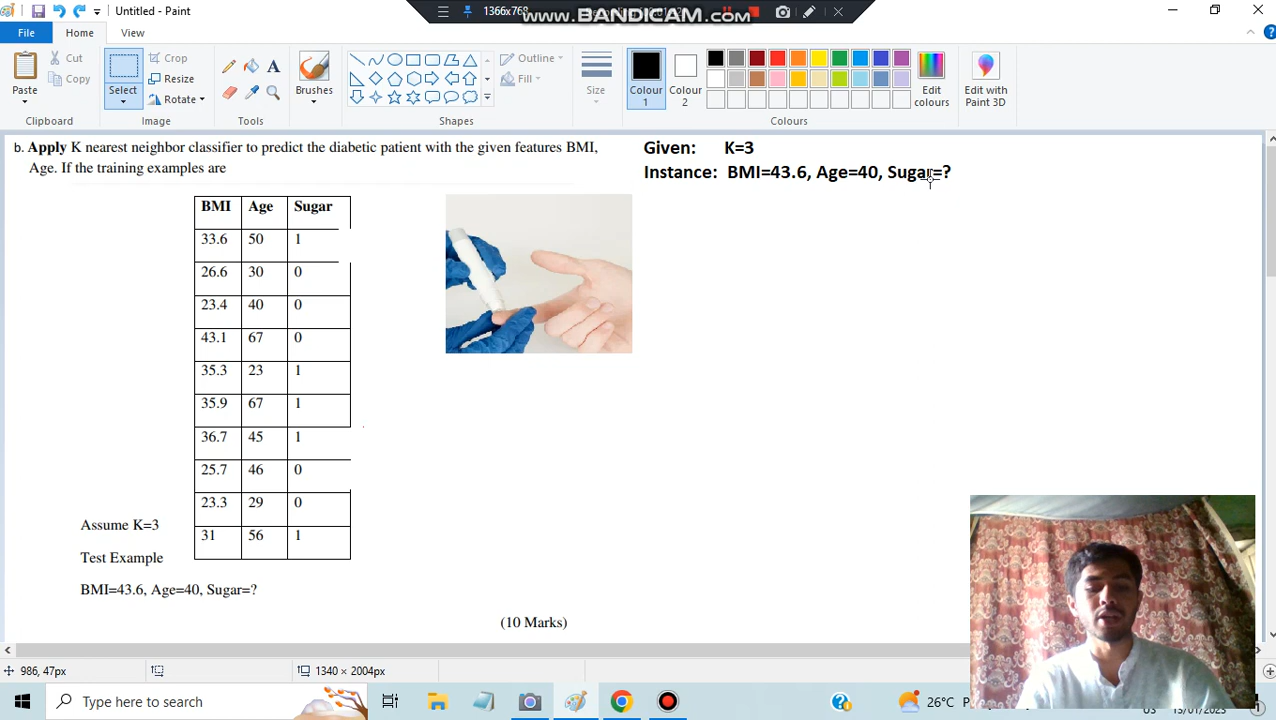 Untitled - Paint
1366x768
www.BANDICAM.com
File
Home
View
Paste
Cut
Copy
Select
Crop
Resize
Rotate
Brushes
Outline
Fill
Size
Colour 1
Colour 2
Edit colours
Edit with Paint 3D
Clipboard
Image
Tools
Shapes
Colours
b. Apply K nearest neighbor classifier to predict the diabetic patient with the given features BMI,
Age. If the training examples are
Given: K=3
Instance: BMI=43.6, Age=40, Sugar=?
BMI Age Sugar
33.6 50 1
26.6 30 0
23.4 40 0
43.1 67 0
35.3 23 1
35.9 67 1
36.7 45 1
25.7 46 0
23.3 29 0
31 56 1
Assume K=3
Test Example
BMI=43.6, Age=40, Sugar=?
(10 Marks)
986, 47px
1340 × 2004px
Type here to search
26°C